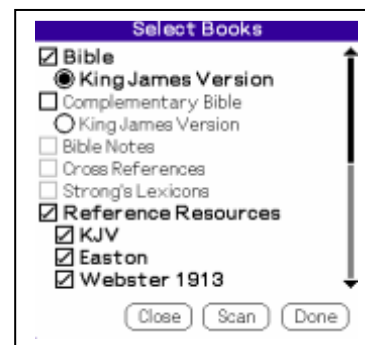 Select Books
Bible
King James Version
Complementary Bible
King James Version
Bible Notes
Cross References
Strong's Lexicons
Reference Resources
KJV
Easton
Webster 1913
Close Scan Done